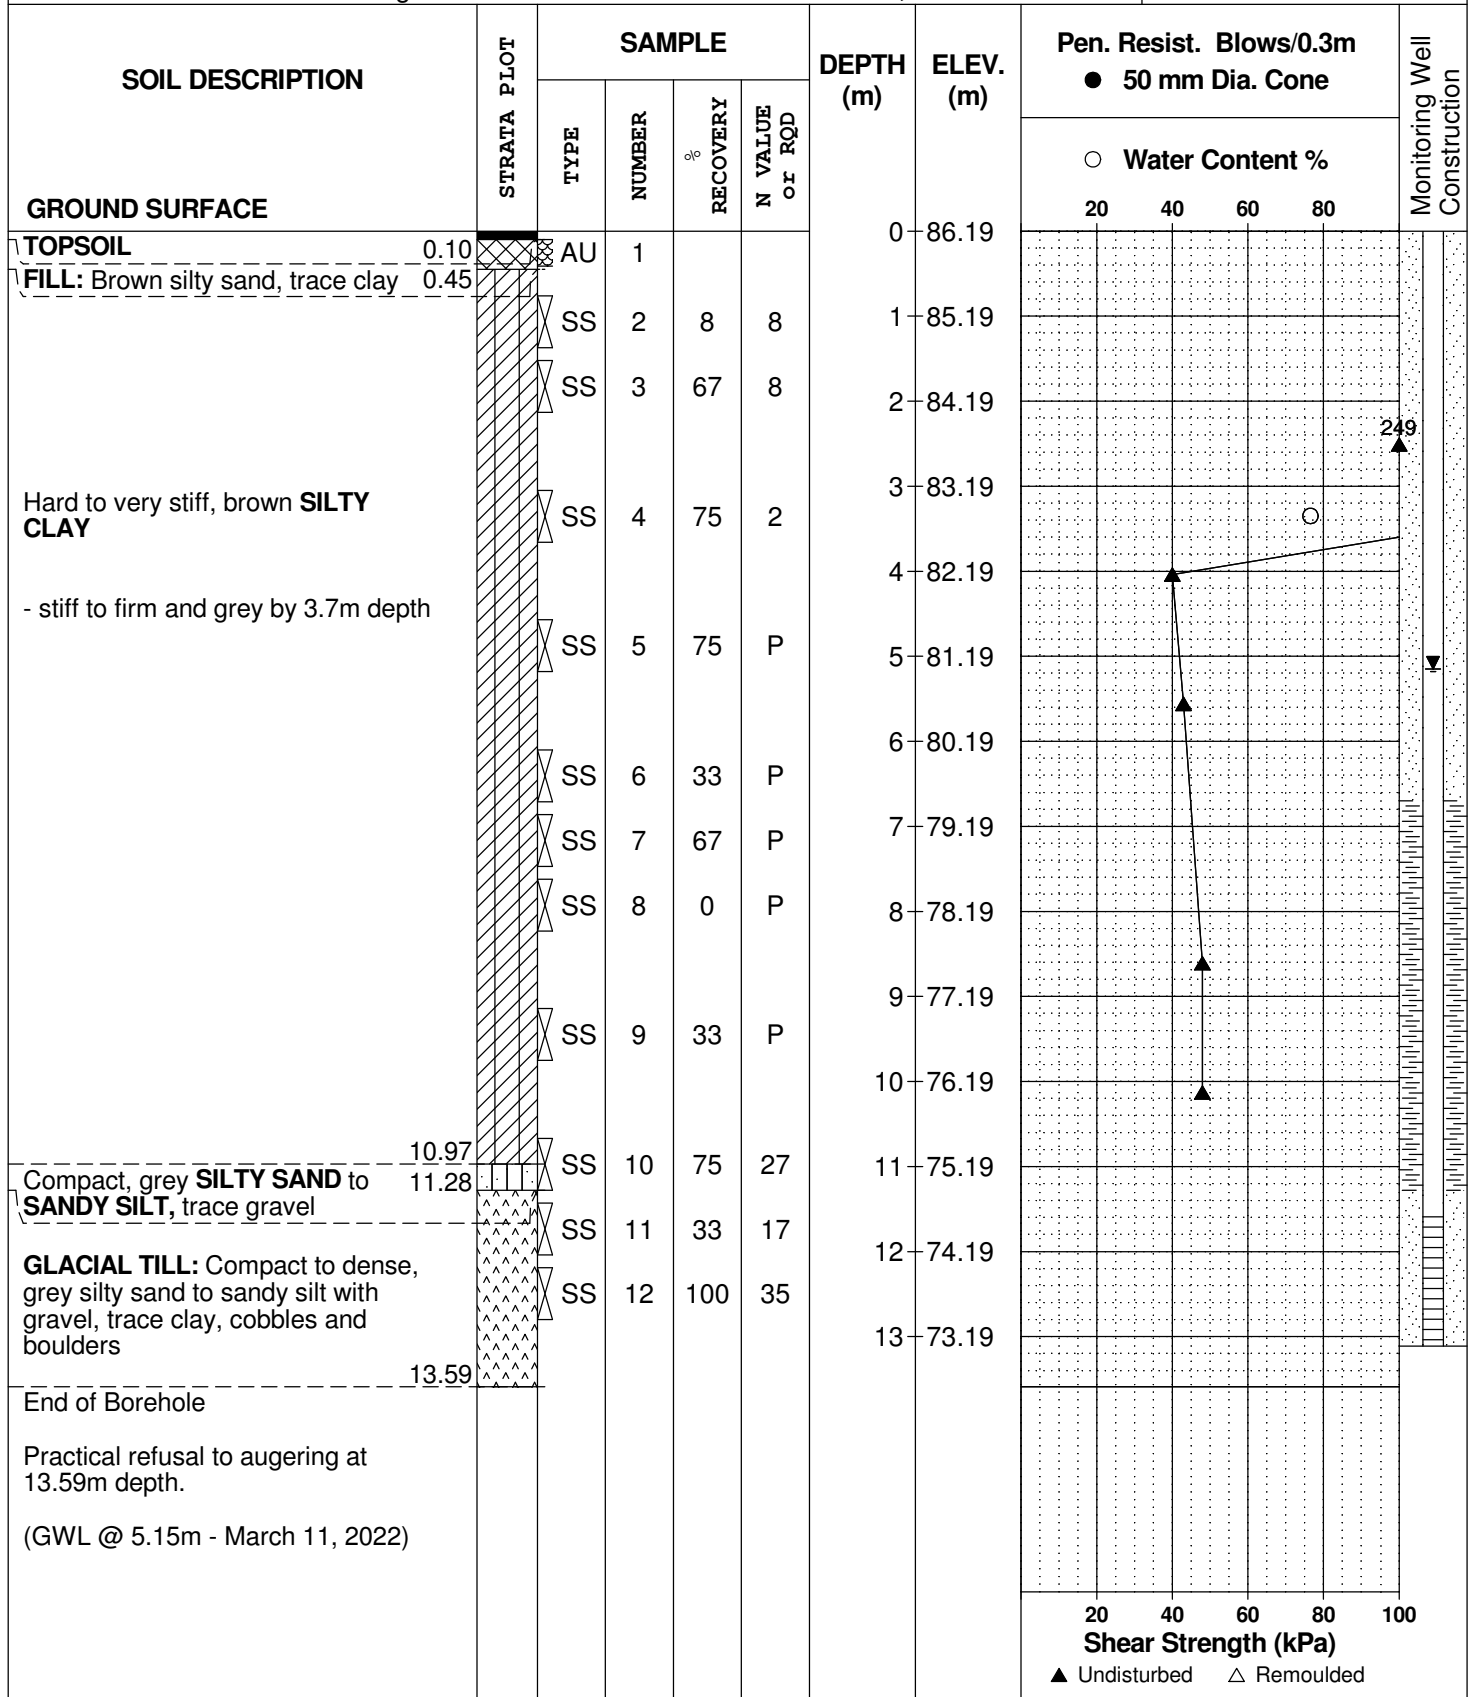 SOIL DESCRIPTION
GROUND SURFACE
STRATA PLOT
SAMPLE
TYPE
NUMBER
% RECOVERY
N VALUE or RQD
DEPTH (m)
ELEV. (m)
Pen. Resist. Blows/0.3m
● 50 mm Dia. Cone
○ Water Content %
20 40 60 80
Monitoring Well Construction
TOPSOIL 0.10
FILL: Brown silty sand, trace clay 0.45
Hard to very stiff, brown SILTY
CLAY
- stiff to firm and grey by 3.7m depth
10.97
Compact, grey SILTY SAND to 11.28
SANDY SILT, trace gravel
GLACIAL TILL: Compact to dense,
grey silty sand to sandy silt with
gravel, trace clay, cobbles and
boulders
13.59
End of Borehole
Practical refusal to augering at
13.59m depth.
(GWL @ 5.15m - March 11, 2022)
AU 1
SS 2 8 8
SS 3 67 8
SS 4 75 2
SS 5 75 P
SS 6 33 P
SS 7 67 P
SS 8 0 P
SS 9 33 P
SS 10 75 27
SS 11 33 17
SS 12 100 35
0 86.19
1 85.19
2 84.19
3 83.19
4 82.19
5 81.19
6 80.19
7 79.19
8 78.19
9 77.19
10 76.19
11 75.19
12 74.19
13 73.19
249
20 40 60 80 100
Shear Strength (kPa)
▲ Undisturbed △ Remoulded